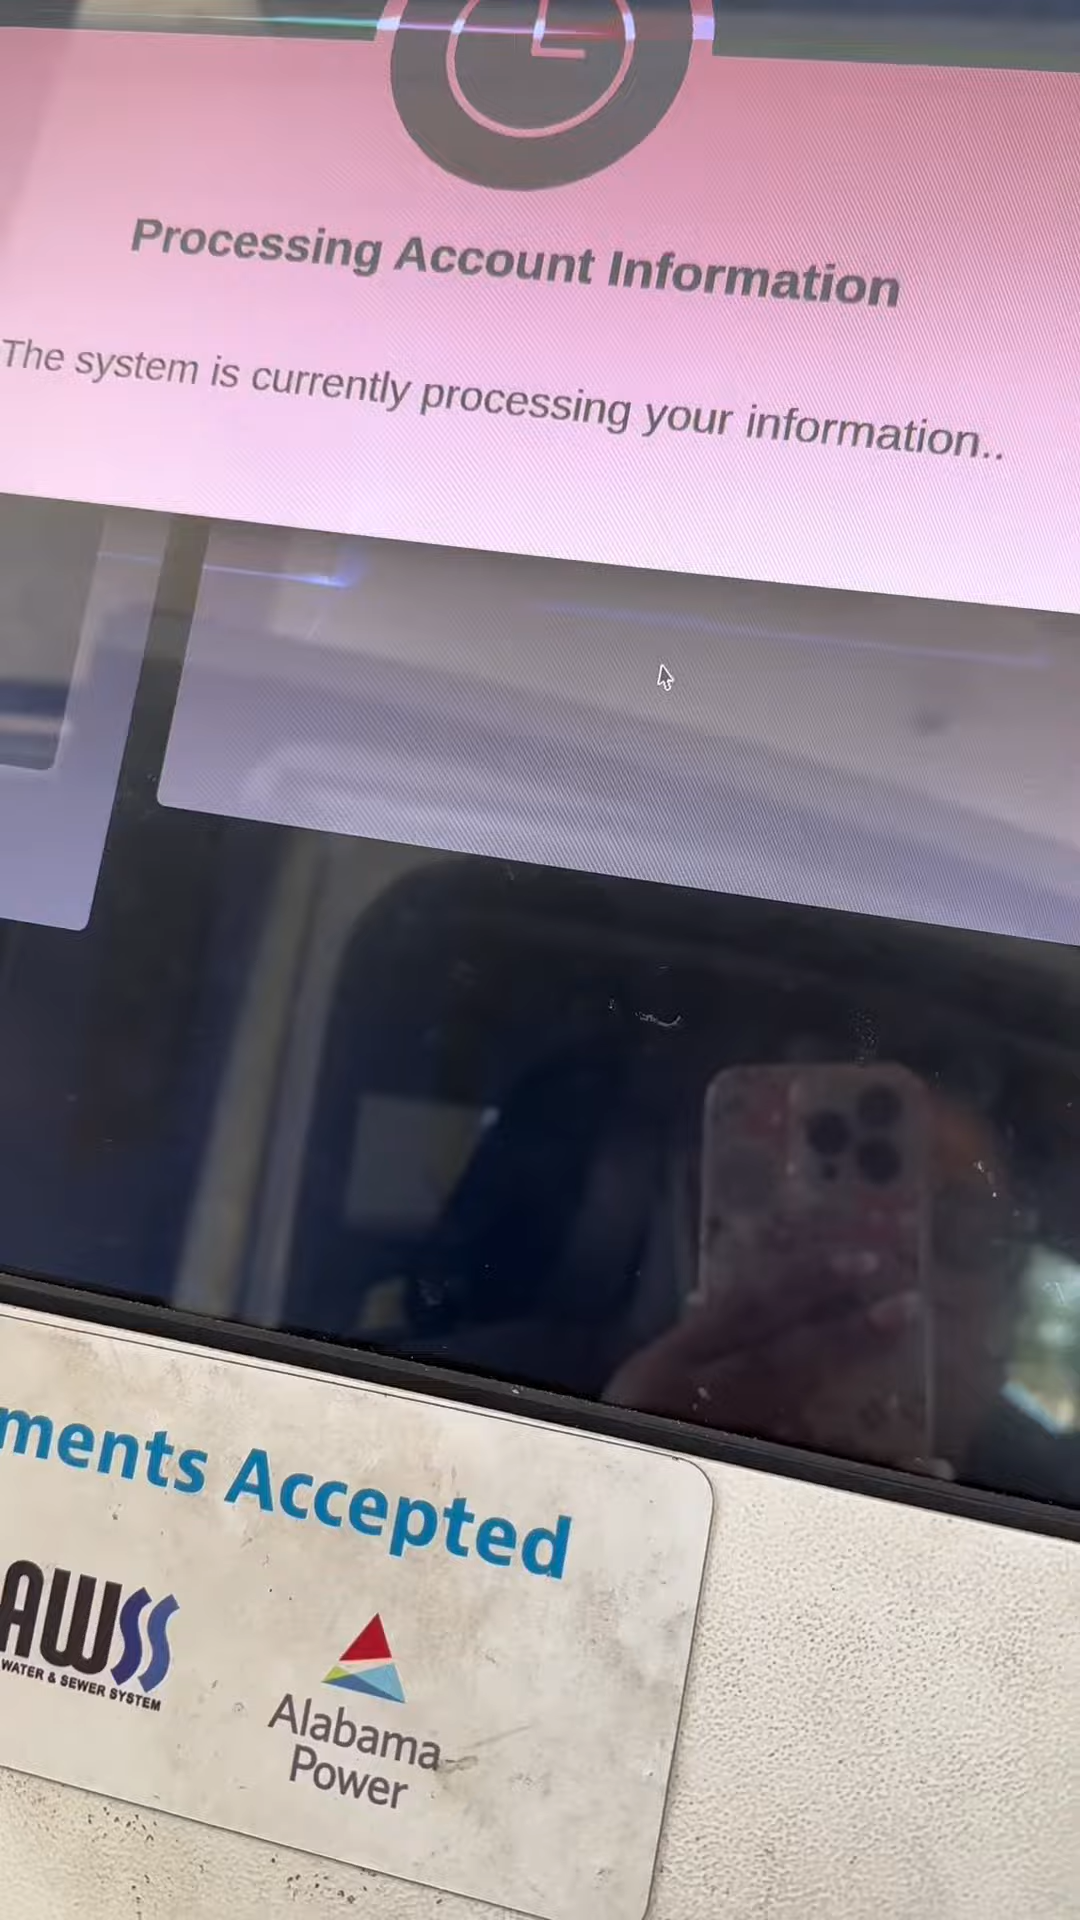 Processing Account Information
The system is currently processing your information..
ments Accepted
AWSS
WATER & SEWER SYSTEM
Alabama
Power